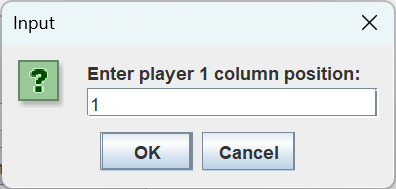 Input
?
Enter player 1 column position:
1
OK Cancel